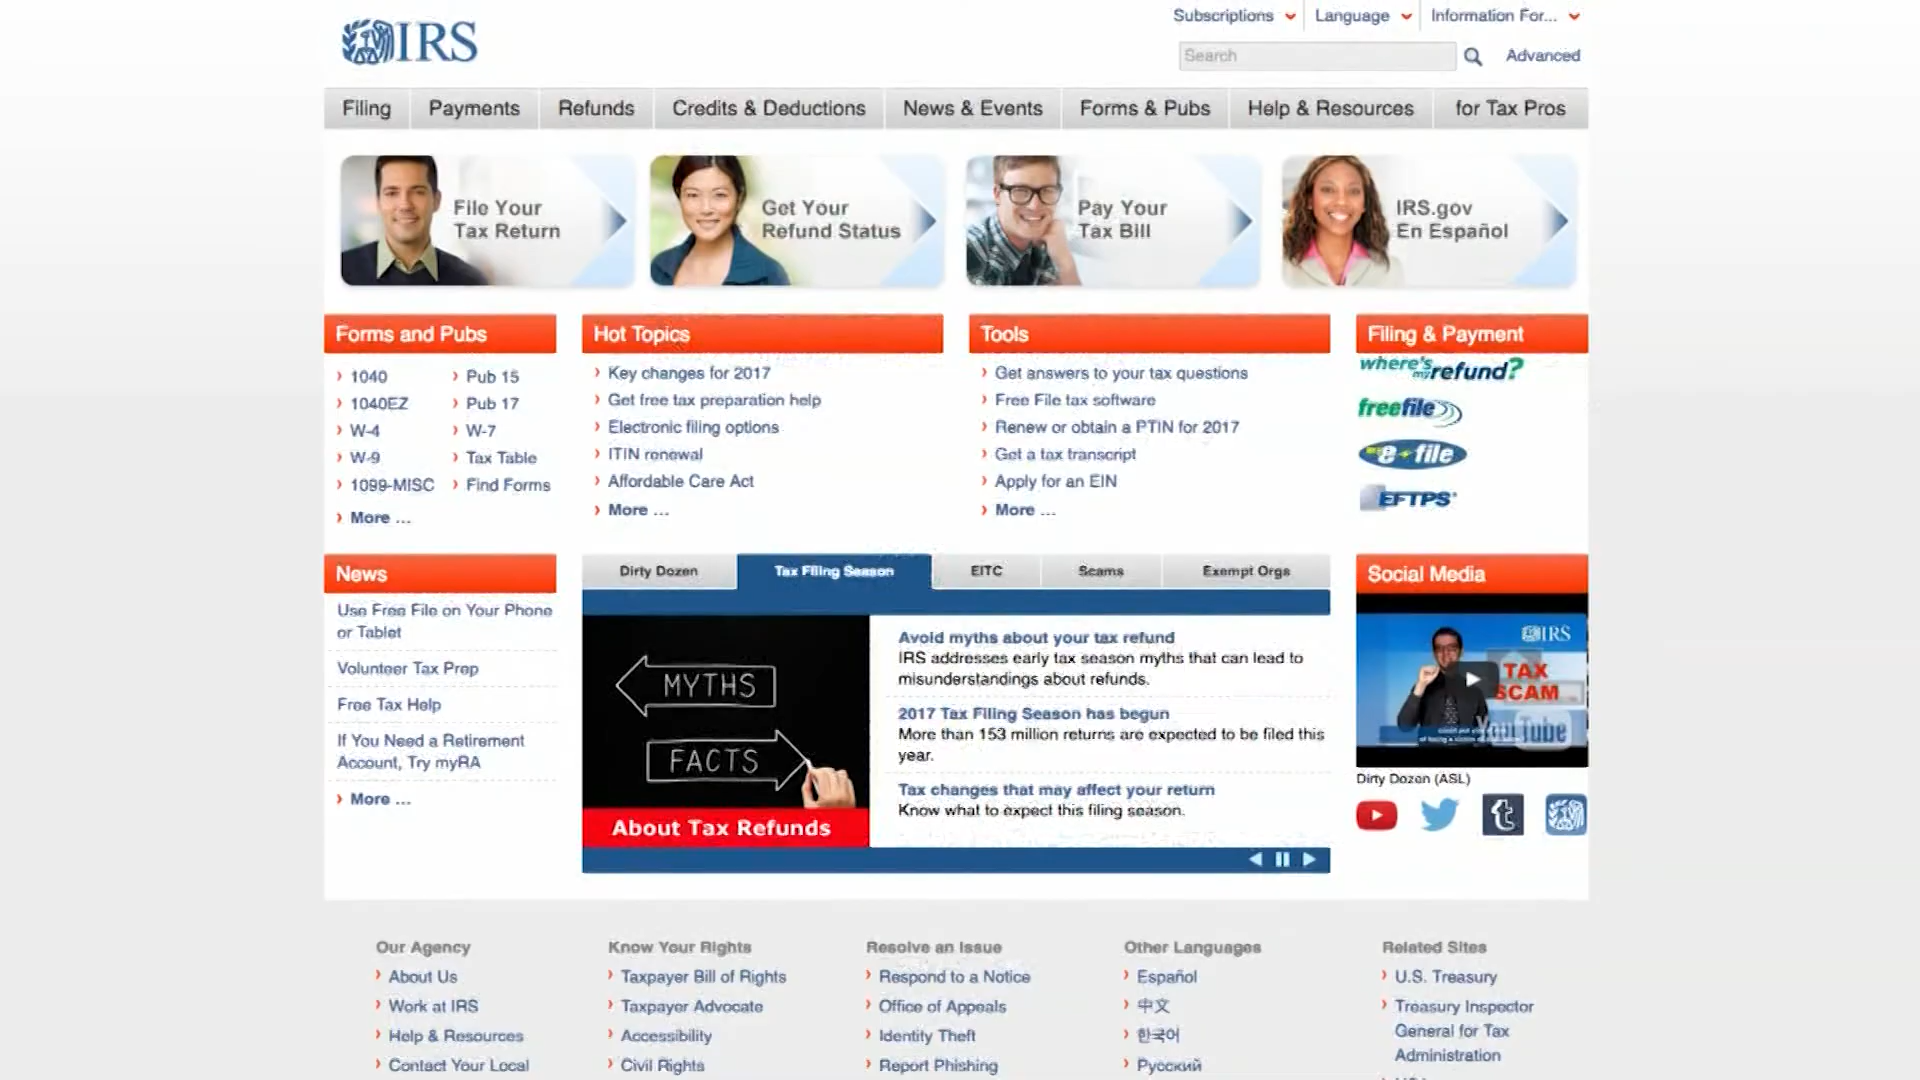 IRS
Subscriptions
Language
Information For...
Search
Advanced
Filing
Payments
Refunds
Credits & Deductions
News & Events
Forms & Pubs
Help & Resources
for Tax Pros
File Your
Tax Return
Get Your
Refund Status
Pay Your
Tax Bill
IRS.gov
En Español
Forms and Pubs
1040
Pub 15
1040EZ
Pub 17
W-4
W-7
W-9
Tax Table
1099-MISC
Find Forms
More ...
Hot Topics
Key changes for 2017
Get free tax preparation help
Electronic filing options
ITIN renewal
Affordable Care Act
More ...
Tools
Get answers to your tax questions
Free File tax software
Renew or obtain a PTIN for 2017
Get a tax transcript
Apply for an EIN
More ...
Filing & Payment
where's my refund?
freefile
e-file
EFTPS
News
Use Free File on Your Phone
or Tablet
Volunteer Tax Prep
Free Tax Help
If You Need a Retirement
Account, Try myRA
More ...
Dirty Dozen
Tax Filing Season
EITC
Scams
Exempt Orgs
MYTHS
FACTS
About Tax Refunds
Avoid myths about your tax refund
IRS addresses early tax season myths that can lead to
misunderstandings about refunds.
2017 Tax Filing Season has begun
More than 153 million returns are expected to be filed this
year.
Tax changes that may affect your return
Know what to expect this filing season.
Social Media
IRS
TAX
SCAM
YouTube
Dirty Dozen (ASL)
t
Our Agency
About Us
Work at IRS
Help & Resources
Contact Your Local
Know Your Rights
Taxpayer Bill of Rights
Taxpayer Advocate
Accessibility
Civil Rights
Resolve an Issue
Respond to a Notice
Office of Appeals
Identity Theft
Report Phishing
Other Languages
Español
中文
한국어
Русский
Related Sites
U.S. Treasury
Treasury Inspector
General for Tax
Administration